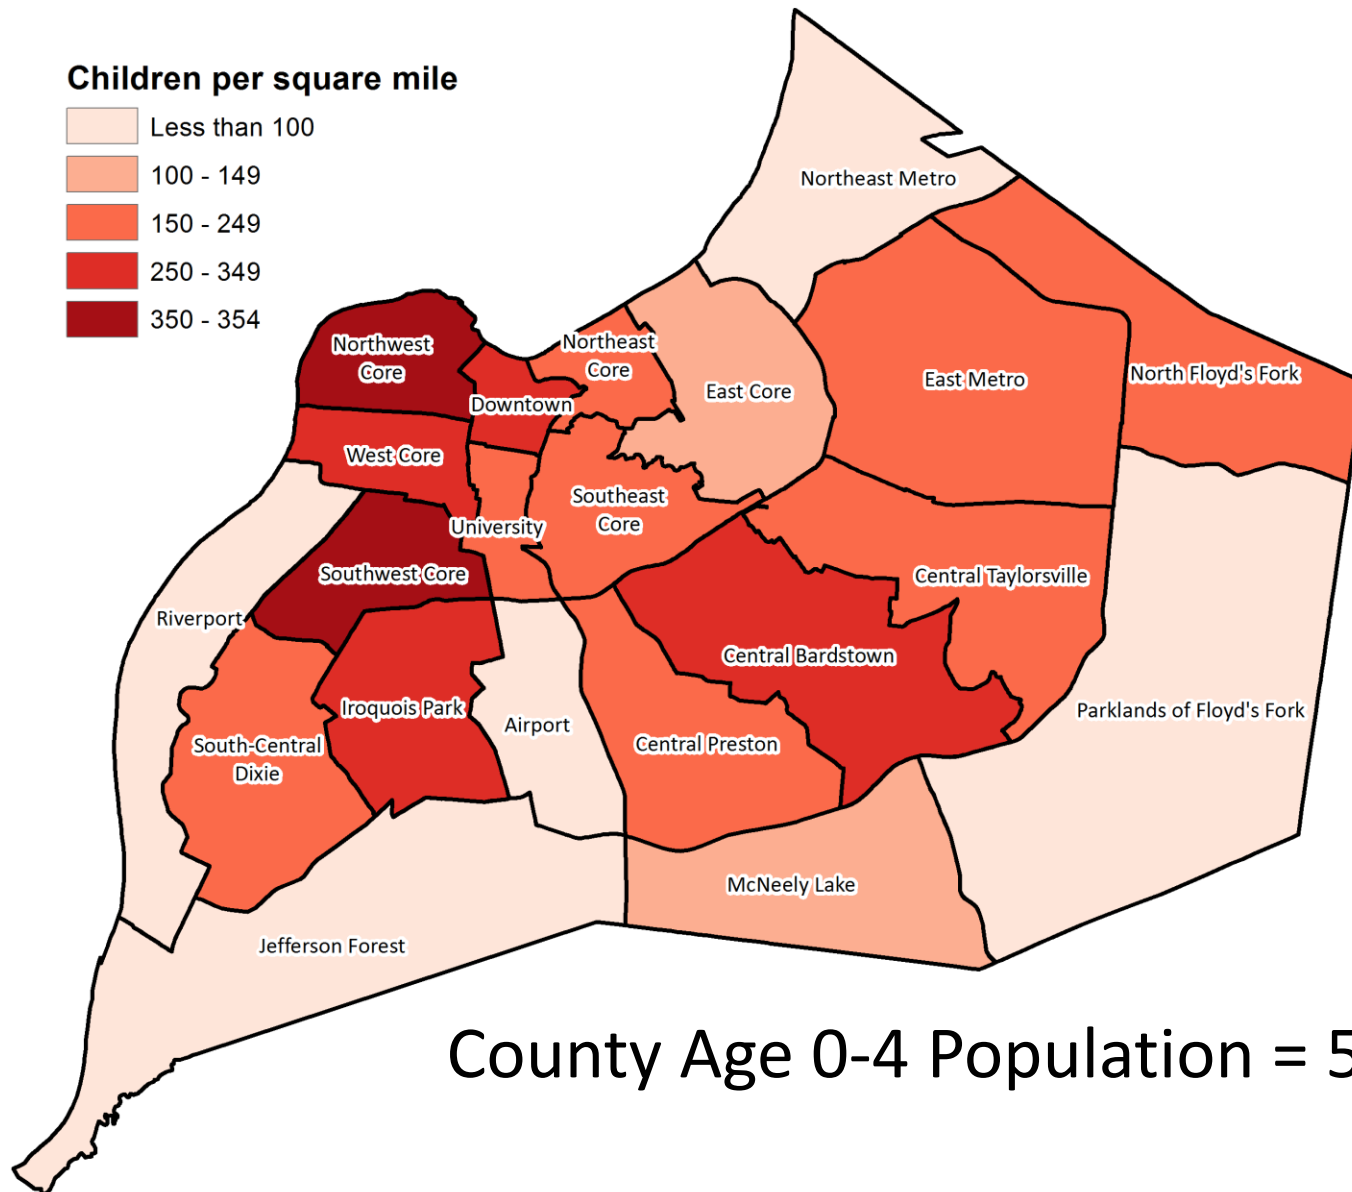 Children per square mile
Less than 100
100 - 149
150 - 249
250 - 349
350 - 354
Northeast Metro
Northwest
Core
Northeast
Core
East Core
East Metro
North Floyd's Fork
Downtown
West Core
Southeast
Core
University
Southwest Core
Central Taylorsville
Riverport
Central Bardstown
Iroquois Park
Airport
Parklands of Floyd's Fork
South-Central
Dixie
Central Preston
McNeely Lake
Jefferson Forest
County Age 0-4 Population = 5